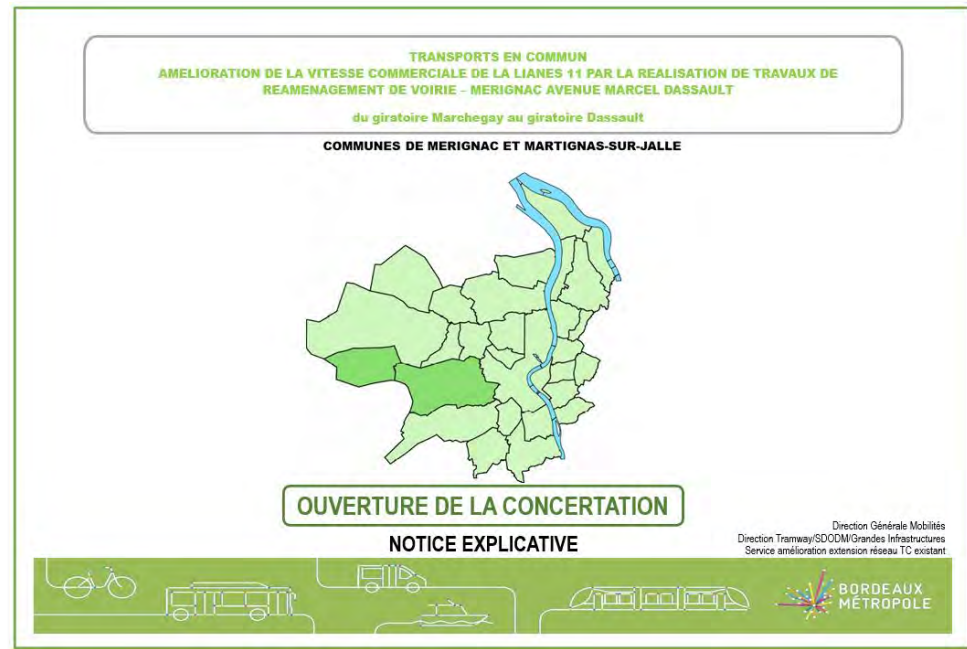 TRANSPORTS EN COMMUN
AMELIORATION DE LA VITESSE COMMERCIALE DE LA LIANES 11 PAR LA REALISATION DE TRAVAUX DE
REAMENAGEMENT DE VOIRIE – MERIGNAC AVENUE MARCEL DASSAULT
du giratoire Marchegay au giratoire Dassault
COMMUNES DE MERIGNAC ET MARTIGNAS-SUR-JALLE
OUVERTURE DE LA CONCERTATION
NOTICE EXPLICATIVE
Direction Générale Mobilités
Direction Tramway/SDODM/Grandes Infrastructures
Service amélioration extension réseau TC existant
BORDEAUX
MÉTROPOLE